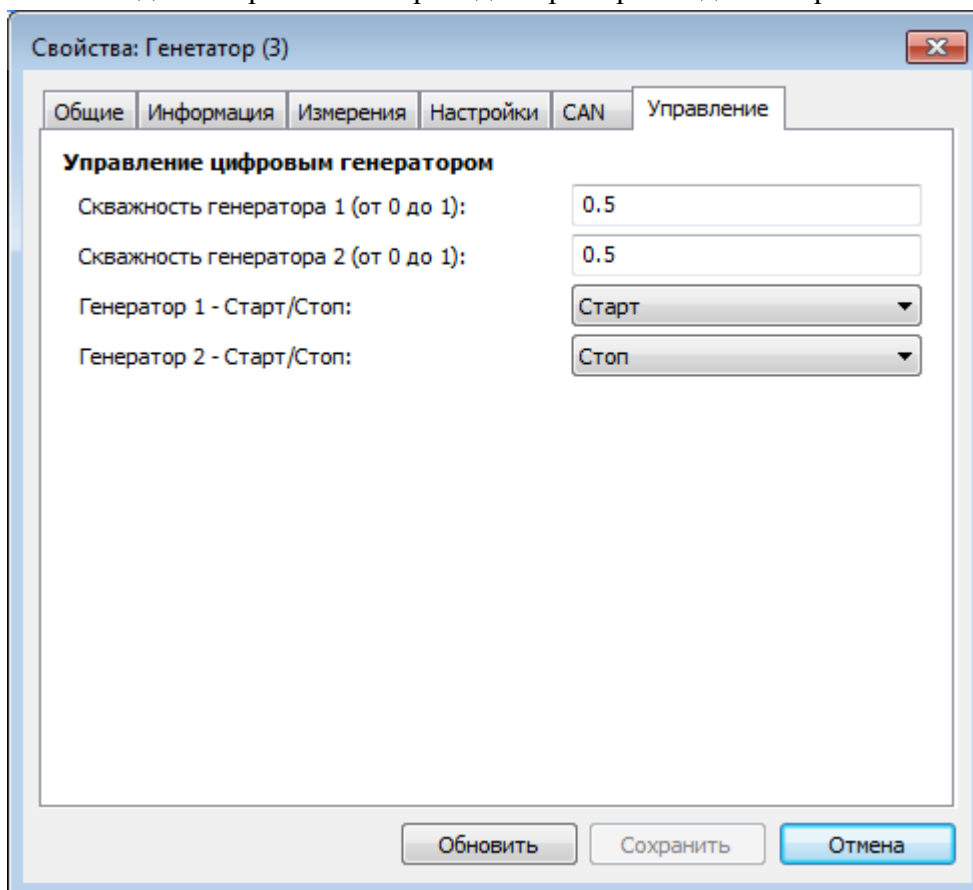 Свойства: Генетатор (3)
Общие Информация Измерения Настройки CAN Управление
Управление цифровым генератором
Скважность генератора 1 (от 0 до 1): 0.5
Скважность генератора 2 (от 0 до 1): 0.5
Генератор 1 - Старт/Стоп: Старт
Генератор 2 - Старт/Стоп: Стоп
Обновить Сохранить Отмена